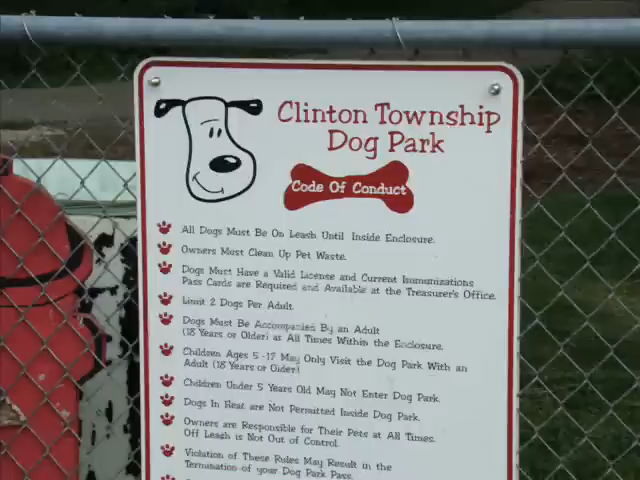 Clinton Township
Dog Park
Code Of Conduct
All Dogs Must Be On Leash Until Inside Enclosure.
Owners Must Clean Up Pet Waste.
Dogs Must Have a Valid License and Current Immunizations
Pass Cards are Required and Available at the Treasurer's Office.
Limit 2 Dogs Per Adult.
Dogs Must Be Accompanied By an Adult
(18 Years or Older) at All Times Within the Enclosure.
Children Ages 5 -17 May Only Visit the Dog Park With an
Adult (18 Years or Older)
Children Under 5 Years Old May Not Enter Dog Park.
Dogs In Heat are Not Permitted Inside Dog Park.
Owners are Responsible for Their Pets at All Times.
Off Leash is Not Out of Control.
Violation of These Rules May Result in the
Termination of your Dog Park Pass.